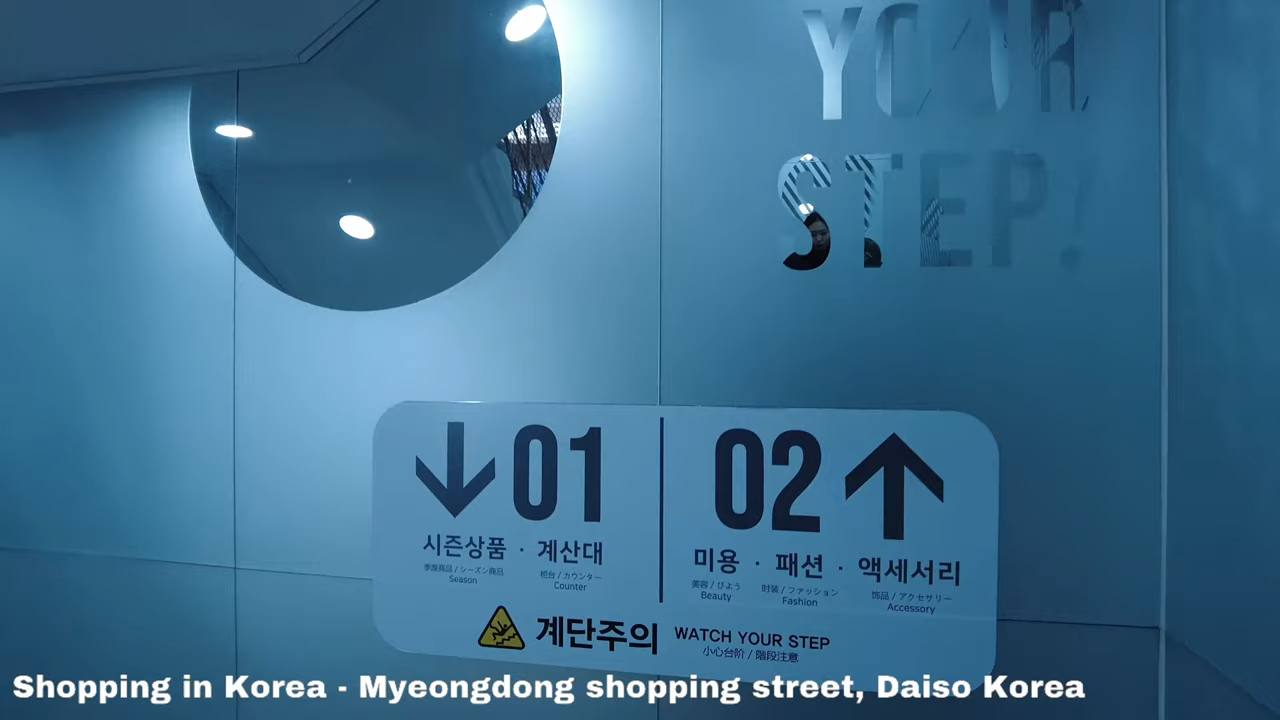 YOUR
STEP!
01
시즌상품 · 계산대
季度商品 / シーズン商品
Season
柜台 / カウンター
Counter
02
미용 · 패션 · 액세서리
美容 / びよう
Beauty
时装 / ファッション
Fashion
饰品 / アクセサリー
Accessory
계단주의 WATCH YOUR STEP
小心台阶 / 階段注意
Shopping in Korea - Myeongdong shopping street, Daiso Korea